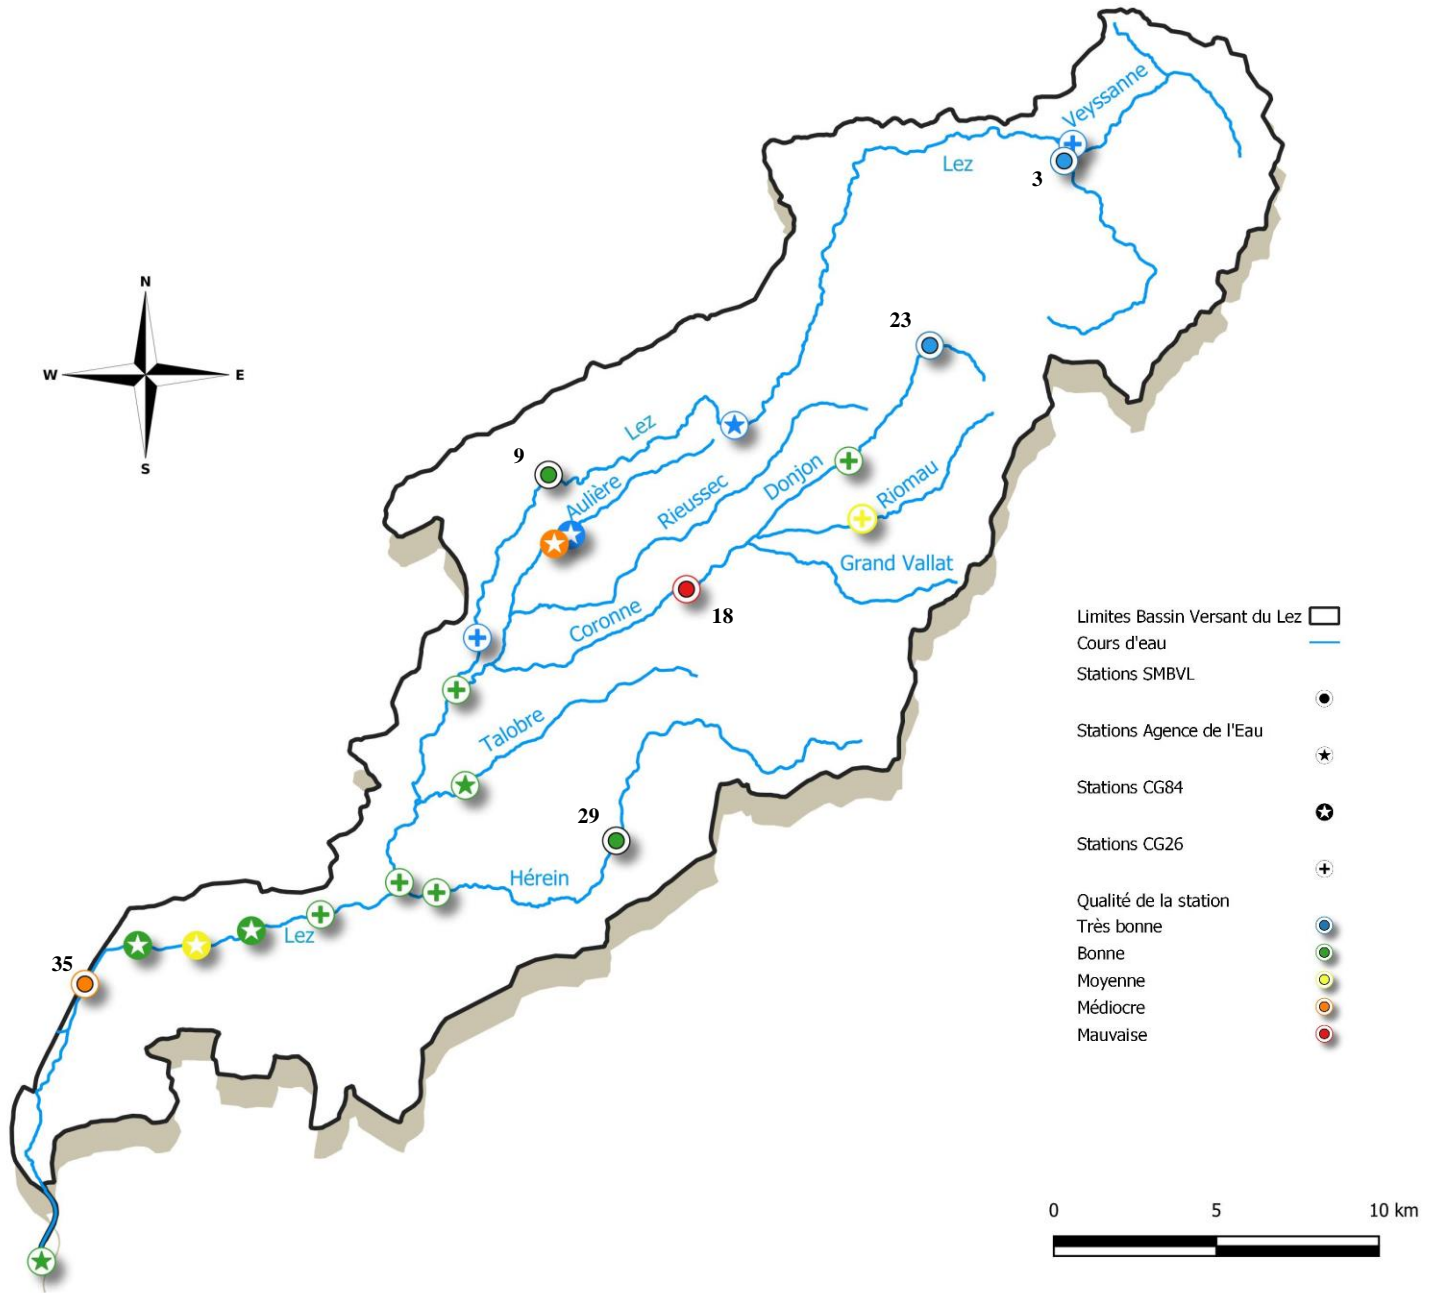 Veyssanne
Lez
3
N
W
E
S
23
Lez
9
Aulière
Rieussec
Donjon
Riomau
Grand Vallat
Coronne
18
Talobre
29
Hérein
Lez
35
Limites Bassin Versant du Lez
Cours d'eau
Stations SMBVL
Stations Agence de l'Eau
Stations CG84
Stations CG26
Qualité de la station
Très bonne
Bonne
Moyenne
Médiocre
Mauvaise
0 5 10 km